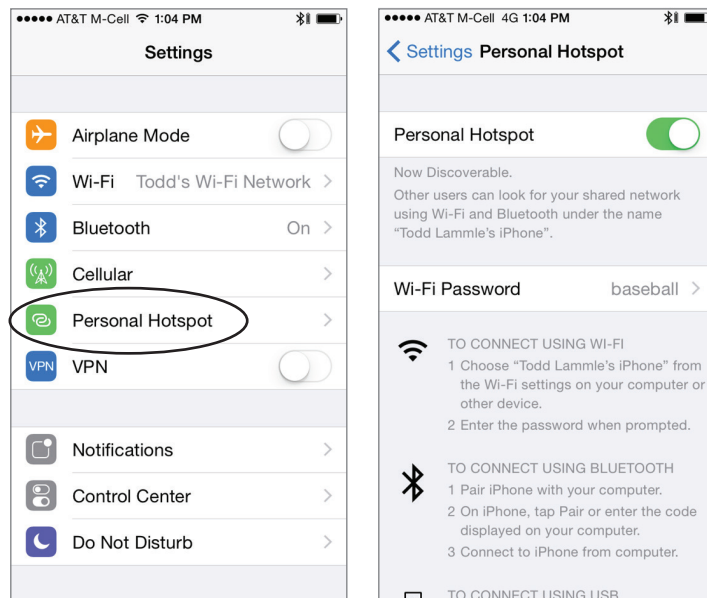 AT&T M-Cell 1:04 PM
Settings
Airplane Mode
Wi-Fi Todd's Wi-Fi Network
Bluetooth On
Cellular
Personal Hotspot
VPN VPN
Notifications
Control Center
Do Not Disturb
AT&T M-Cell 4G 1:04 PM
Settings Personal Hotspot
Personal Hotspot
Now Discoverable.
Other users can look for your shared network
using Wi-Fi and Bluetooth under the name
“Todd Lammle’s iPhone”.
Wi-Fi Password baseball
TO CONNECT USING WI-FI
1 Choose “Todd Lammle’s iPhone” from
the Wi-Fi settings on your computer or
other device.
2 Enter the password when prompted.
TO CONNECT USING BLUETOOTH
1 Pair iPhone with your computer.
2 On iPhone, tap Pair or enter the code
displayed on your computer.
3 Connect to iPhone from computer.
TO CONNECT USING USB